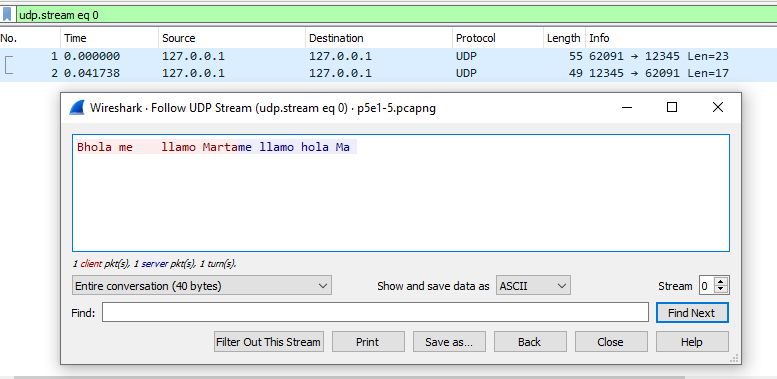 udp.stream eq 0
No. Time Source Destination Protocol Length Info
1 0.000000 127.0.0.1 127.0.0.1 UDP 55 62091 → 12345 Len=23
2 0.041738 127.0.0.1 127.0.0.1 UDP 49 12345 → 62091 Len=17
Wireshark · Follow UDP Stream (udp.stream eq 0) · p5e1-5.pcapng
Bhola me    llamo Martame llamo hola Ma
1 client pkt(s), 1 server pkt(s), 1 turn(s).
Entire conversation (40 bytes) Show and save data as ASCII Stream 0
Find: Find Next
Filter Out This Stream Print Save as... Back Close Help